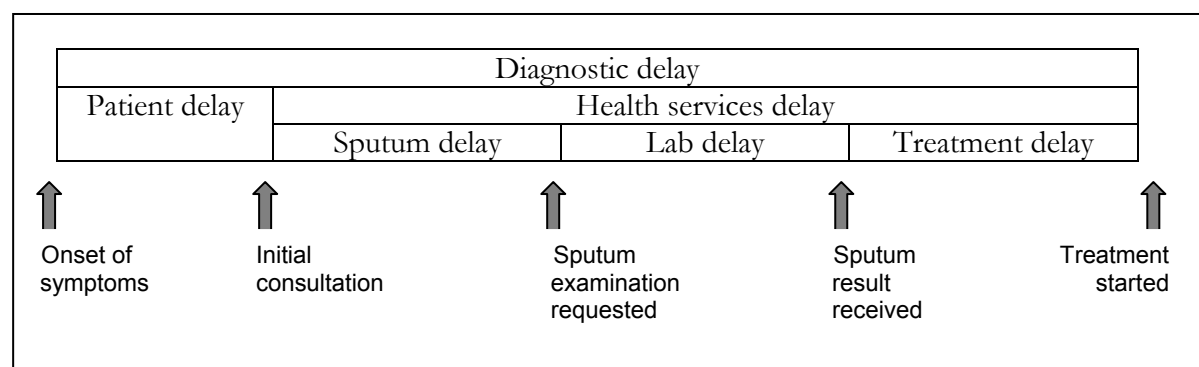 Diagnostic delay
Patient delay
Health services delay
Sputum delay
Lab delay
Treatment delay
Onset of
symptoms
Initial
consultation
Sputum
examination
requested
Sputum
result
received
Treatment
started